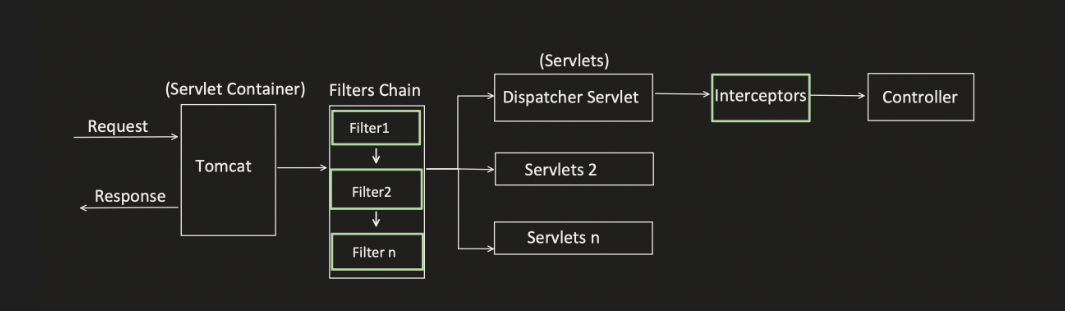 (Servlets)
(Servlet Container)
Filters Chain
Dispatcher Servlet
Interceptors
Controller
Request
Filter1
Tomcat
Servlets 2
Response
Filter2
Servlets n
Filter n